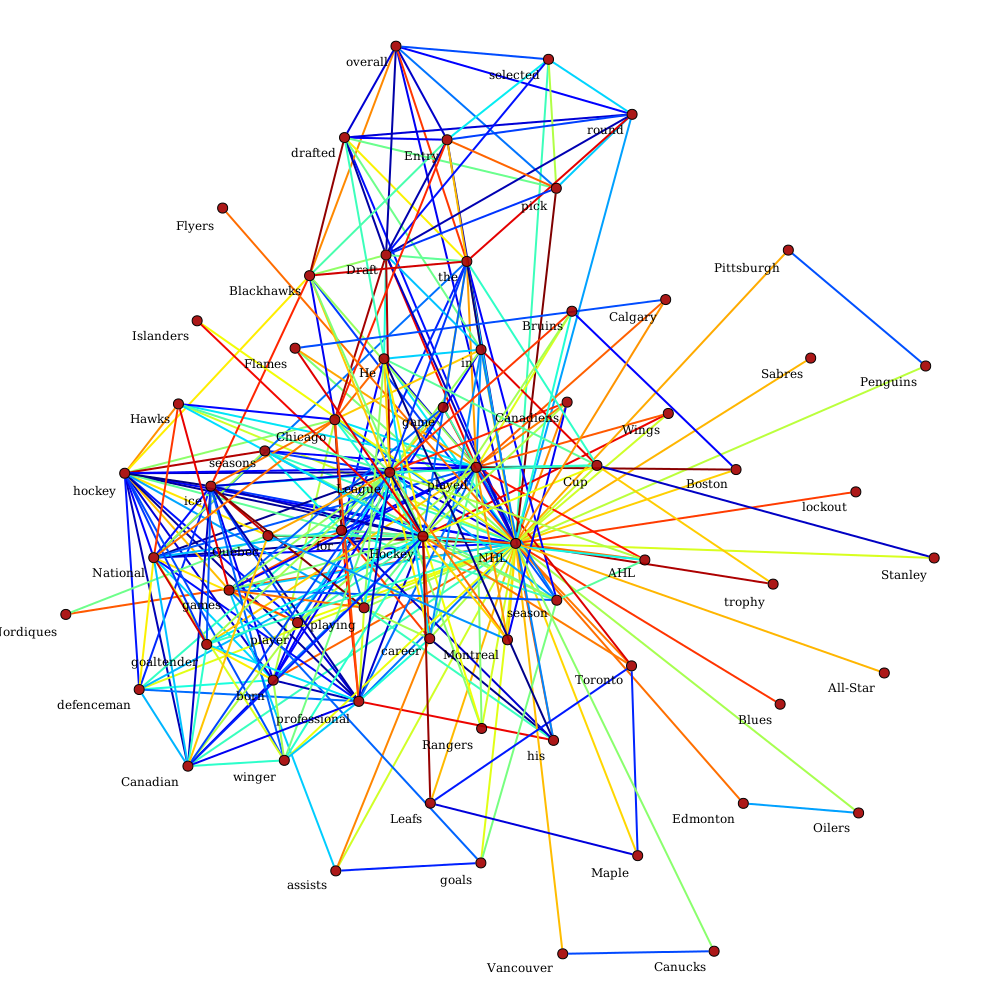 overall
selected
round
drafted
Entry
pick
Flyers
Draft
the
Pittsburgh
Blackhawks
Islanders
Bruins
Calgary
Flames
He
in
Sabres
Penguins
Hawks
Chicago
game
Canadiens
Wings
seasons
hockey
ice
League
played
Cup
Boston
lockout
Quebec
for
Hockey
NHL
National
AHL
Stanley
games
season
trophy
Nordiques
playing
player
goaltender
career
Montreal
Toronto
defenceman
born
professional
All-Star
Blues
Rangers
his
Canadian
winger
Leafs
Edmonton
Oilers
Maple
assists
goals
Vancouver
Canucks